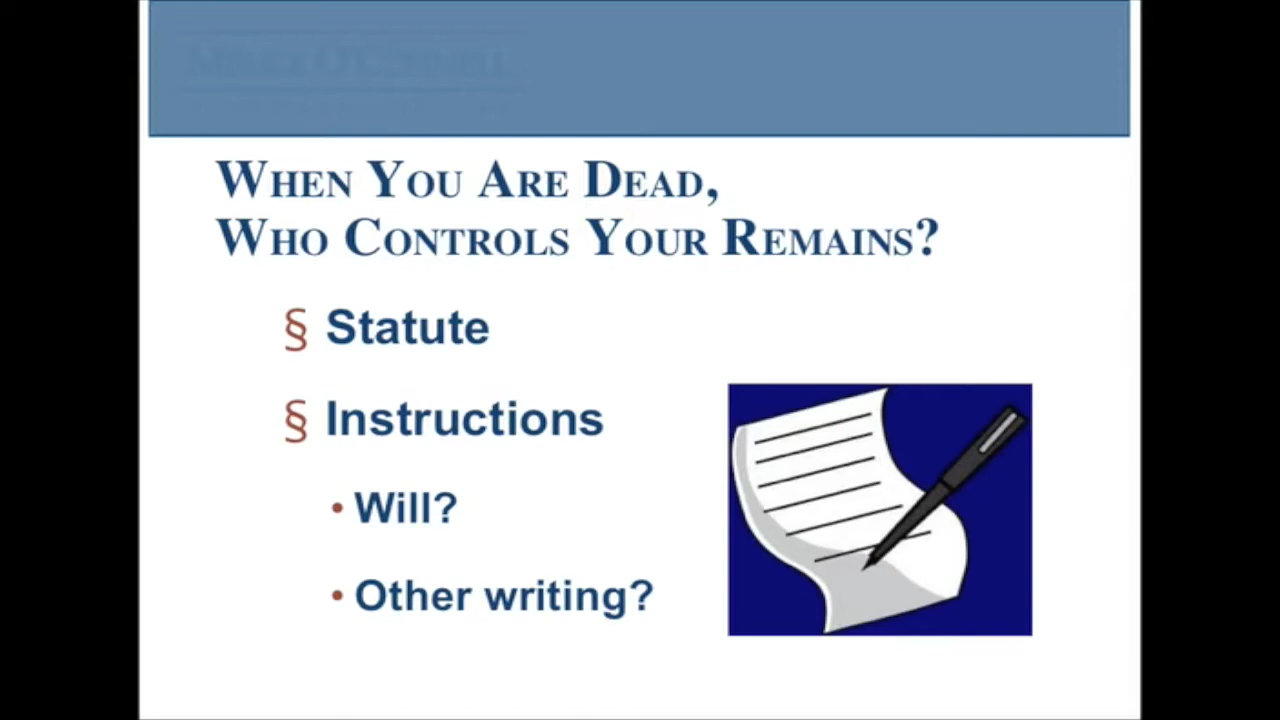 WHEN YOU ARE DEAD,
WHO CONTROLS YOUR REMAINS?
§ Statute
§ Instructions
• Will?
• Other writing?